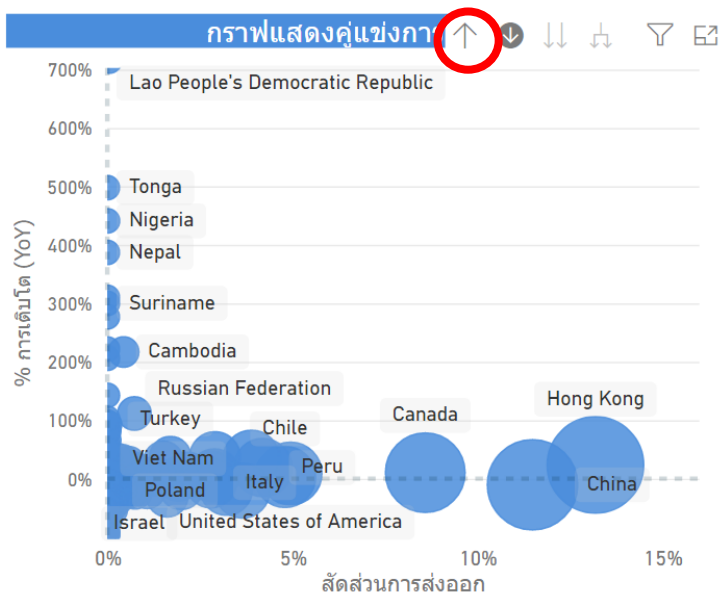 กราฟแสดงคู่แข่งการ
700%
Lao People's Democratic Republic
600%
500%
Tonga
Nigeria
400%
Nepal
300%
Suriname
Cambodia
200%
Russian Federation
Hong Kong
Canada
100%
Turkey
Chile
Viet Nam
Peru
0%
Poland
Italy
China
Israel
United States of America
0%
5%
10%
15%
% การเติบโต (YoY)
สัดส่วนการส่งออก